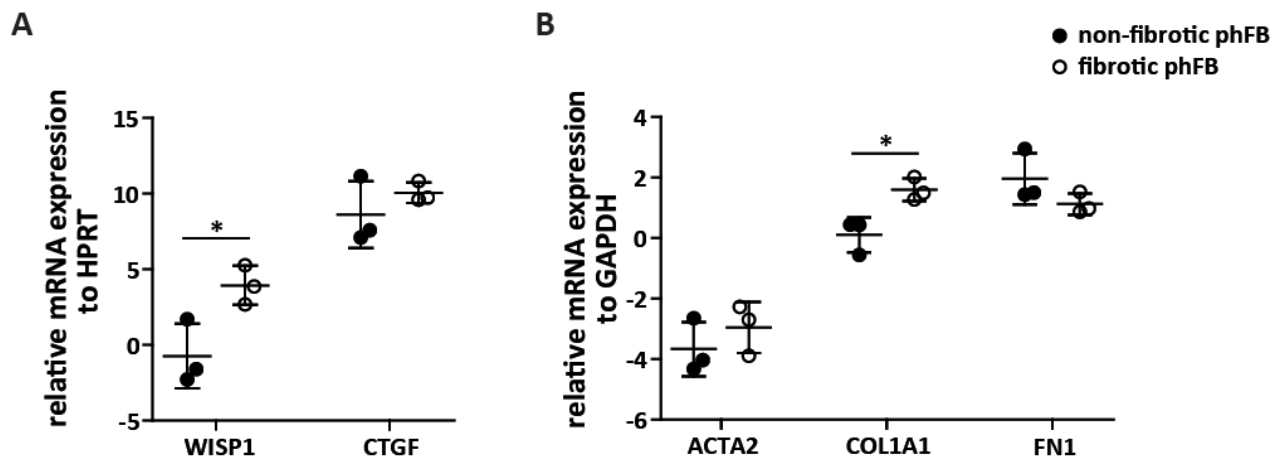 A
B
non-fibrotic phFB
fibrotic phFB
relative mRNA expression
to HPRT
15
10
5
0
-5
*
WISP1
CTGF
relative mRNA expression
to GAPDH
4
2
0
-2
-4
-6
*
ACTA2
COL1A1
FN1